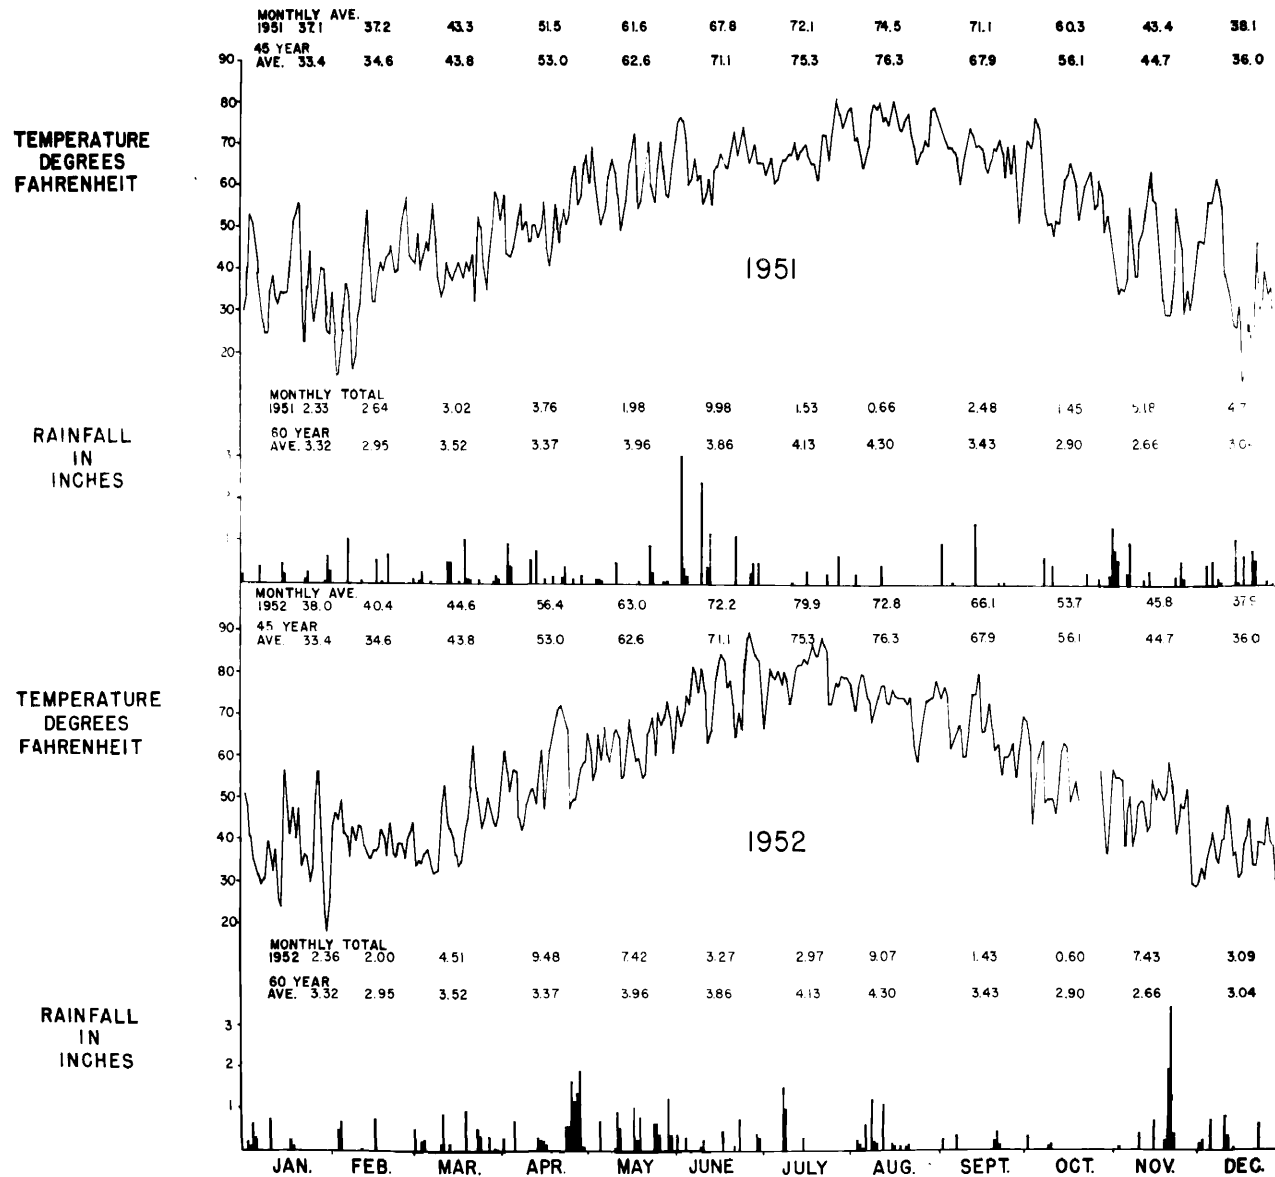 MONTHLY AVE.
1951 37.1 37.2 43.3 51.5 61.6 67.8 72.1 74.5 71.1 60.3 43.4 38.1
45 YEAR
AVE. 33.4 34.6 43.8 53.0 62.6 71.1 75.3 76.3 67.9 56.1 44.7 36.0
90
80
TEMPERATURE
DEGREES
FAHRENHEIT
70
60
50
40
30
20
1951
MONTHLY TOTAL
1951 2.33 2.64 3.02 3.76 1.98 9.98 1.53 0.66 2.48 1.45 5.18
60 YEAR
AVE. 3.32 2.95 3.52 3.37 3.96 3.86 4.13 4.30 3.43 2.90 2.66
RAINFALL
IN
INCHES
MONTHLY AVE.
1952 38.0 40.4 44.6 56.4 63.0 72.2 79.9 72.8 66.1 53.7 45.8 37.9
45 YEAR
AVE. 33.4 34.6 43.8 53.0 62.6 71.1 75.3 76.3 67.9 56.1 44.7 36.0
90
80
TEMPERATURE
DEGREES
FAHRENHEIT
70
60
50
40
30
20
1952
MONTHLY TOTAL
1952 2.36 2.00 4.51 9.48 7.42 3.27 2.97 9.07 1.43 0.60 7.43 3.09
60 YEAR
AVE. 3.32 2.95 3.52 3.37 3.96 3.86 4.13 4.30 3.43 2.90 2.66 3.04
RAINFALL
IN
INCHES
3
2
1
JAN. FEB. MAR. APR. MAY JUNE JULY AUG. SEPT. OCT. NOV. DEC.